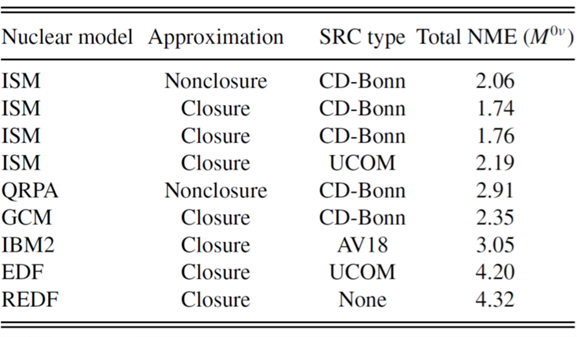 Nuclear model Approximation SRC type Total NME (M⁰ᵛ)
ISM Nonclosure CD-Bonn 2.06
ISM Closure CD-Bonn 1.74
ISM Closure CD-Bonn 1.76
ISM Closure UCOM 2.19
QRPA Nonclosure CD-Bonn 2.91
GCM Closure CD-Bonn 2.35
IBM2 Closure AV18 3.05
EDF Closure UCOM 4.20
REDF Closure None 4.32